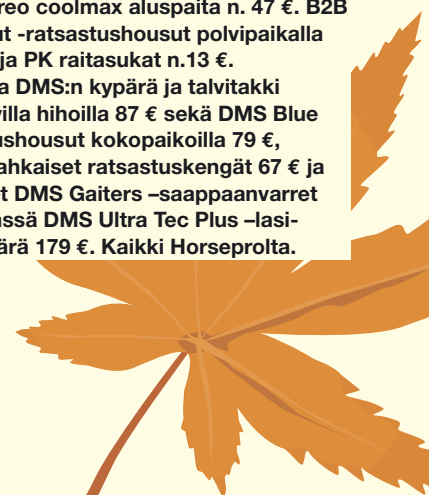 reo coolmax aluspaita n. 47 €. B2B
ut -ratsastushousut polvipaikalla
ja PK raitasukat n.13 €.
a DMS:n kypärä ja talvitakki
villa hihoilla 87 € sekä DMS Blue
ushousut kokopaikoilla 79 €,
ahkaiset ratsastuskengät 67 € ja
t DMS Gaiters –saappaanvarret
ssä DMS Ultra Tec Plus –lasi-
ärä 179 €. Kaikki Horseprolta.